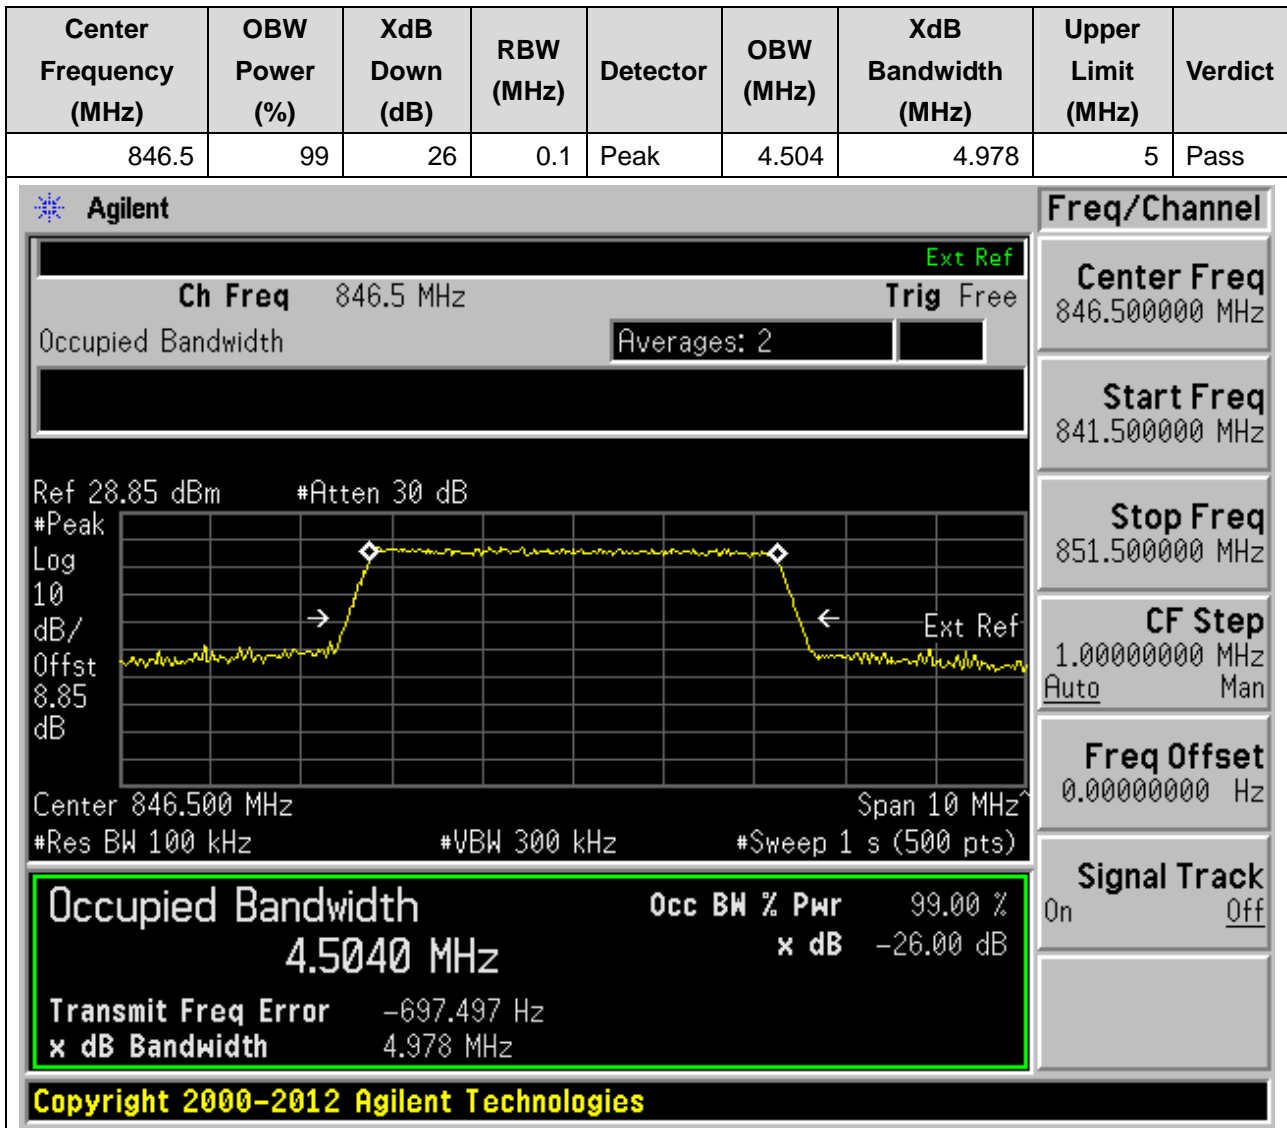 Center Frequency (MHz) OBW Power (%) XdB Down (dB) RBW (MHz) Detector OBW (MHz) XdB Bandwidth (MHz) Upper Limit (MHz) Verdict
846.5 99 26 0.1 Peak 4.504 4.978 5 Pass
Agilent
Ext Ref
Ch Freq 846.5 MHz Trig Free
Occupied Bandwidth Averages: 2
Ref 28.85 dBm #Atten 30 dB
#Peak
Log
10
dB/
Offst
8.85
dB
Ext Ref
Center 846.500 MHz Span 10 MHz^
#Res BW 100 kHz #VBW 300 kHz #Sweep 1 s (500 pts)
Occupied Bandwidth
4.5040 MHz
Occ BW % Pwr 99.00 %
x dB -26.00 dB
Transmit Freq Error -697.497 Hz
x dB Bandwidth 4.978 MHz
Copyright 2000-2012 Agilent Technologies
Freq/Channel
Center Freq
846.500000 MHz
Start Freq
841.500000 MHz
Stop Freq
851.500000 MHz
CF Step
1.00000000 MHz
Auto Man
Freq Offset
0.00000000 Hz
Signal Track
On Off